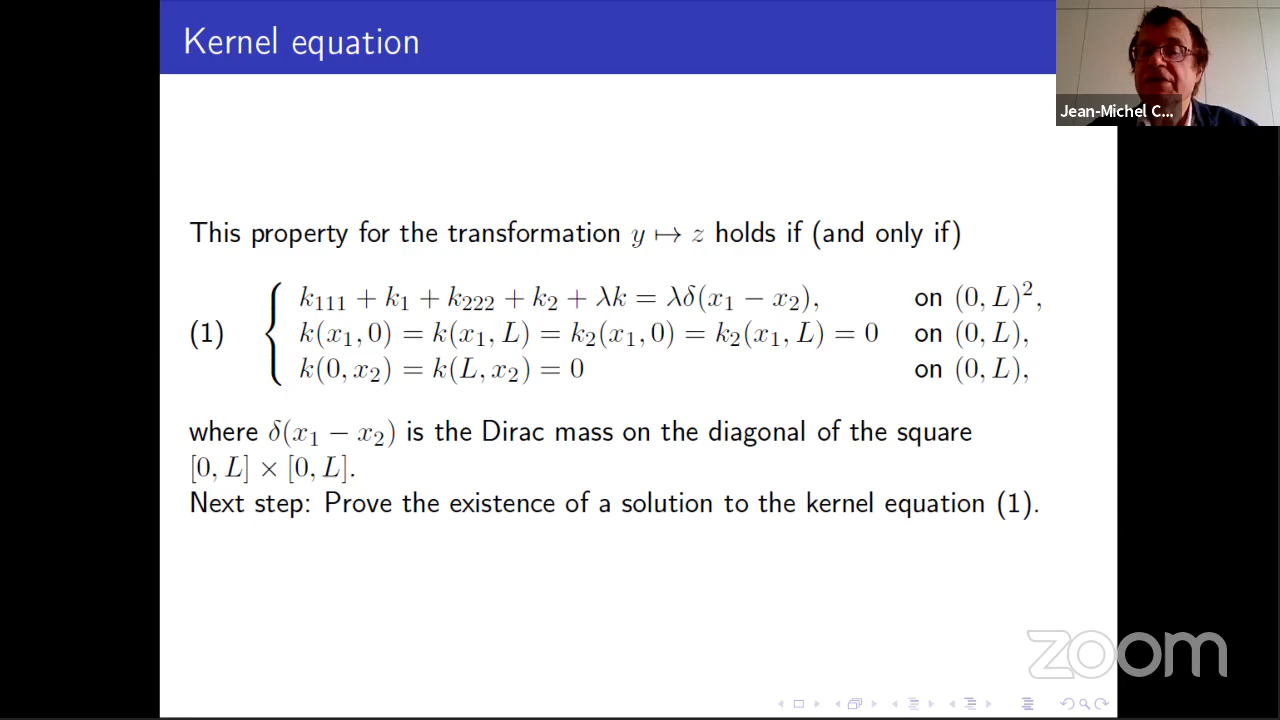 Kernel equation
Jean-Michel C...
This property for the transformation y ↦ z holds if (and only if)
(1) { k₁₁₁ + k₁ + k₂₂₂ + k₂ + λk = λδ(x₁ − x₂), on (0, L)²,
k(x₁, 0) = k(x₁, L) = k₂(x₁, 0) = k₂(x₁, L) = 0 on (0, L),
k(0, x₂) = k(L, x₂) = 0 on (0, L),
where δ(x₁ − x₂) is the Dirac mass on the diagonal of the square
[0, L] × [0, L].
Next step: Prove the existence of a solution to the kernel equation (1).
zoom